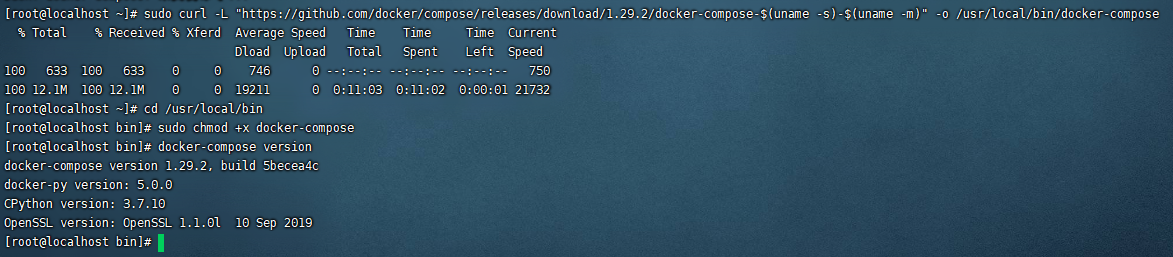 [root@localhost ~]# sudo curl -L "https://github.com/docker/compose/releases/download/1.29.2/docker-compose-$(uname -s)-$(uname -m)" -o /usr/local/bin/docker-compose
  % Total    % Received % Xferd  Average Speed   Time    Time     Time  Current
                                 Dload  Upload   Total   Spent    Left  Speed
100   633  100   633    0     0    746      0 --:--:-- --:--:-- --:--:--   750
100 12.1M  100 12.1M    0     0  19211      0  0:11:03  0:11:02  0:00:01 21732
[root@localhost ~]# cd /usr/local/bin
[root@localhost bin]# sudo chmod +x docker-compose
[root@localhost bin]# docker-compose version
docker-compose version 1.29.2, build 5becea4c
docker-py version: 5.0.0
CPython version: 3.7.10
OpenSSL version: OpenSSL 1.1.0l  10 Sep 2019
[root@localhost bin]#